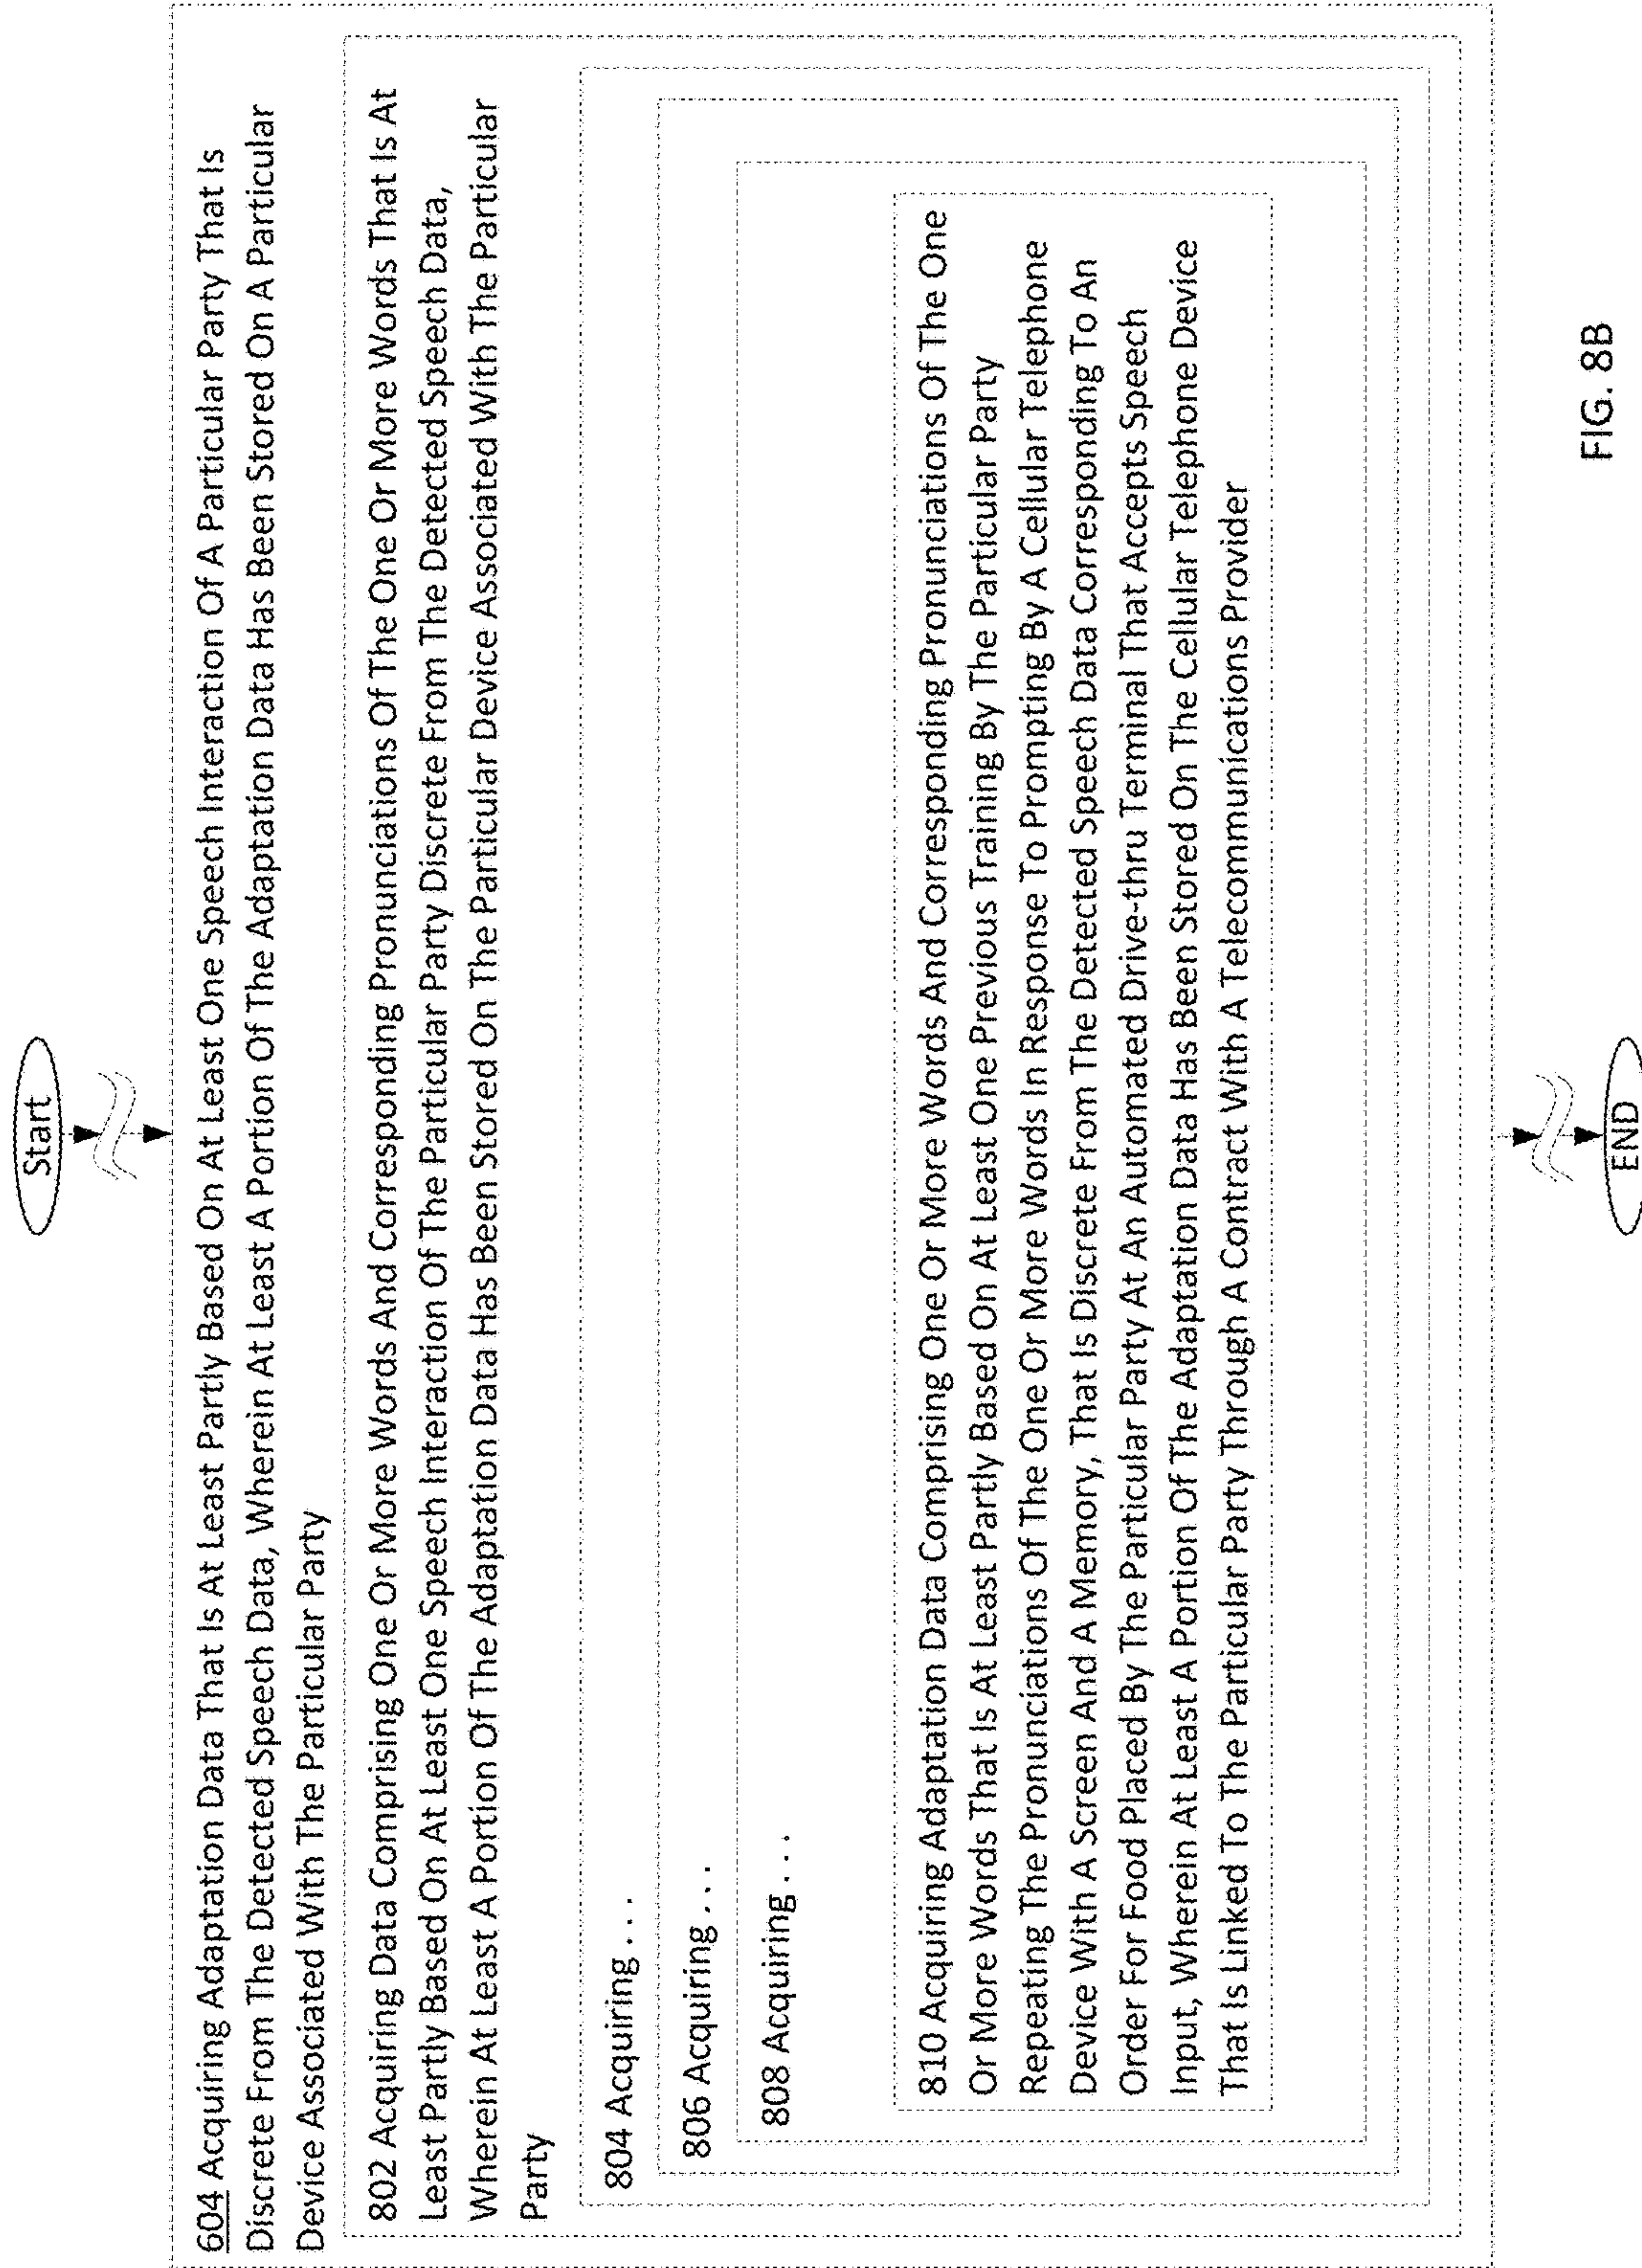 Start
604 Acquiring Adaptation Data That Is At Least Partly Based On At Least One Speech Interaction Of A Particular Party That Is
Discrete From The Detected Speech Data, Wherein At Least A Portion Of The Adaptation Data Has Been Stored On A Particular
Device Associated With The Particular Party
802 Acquiring Data Comprising One Or More Words And Corresponding Pronunciations Of The One Or More Words That Is At
Least Partly Based On At Least One Speech Interaction Of The Particular Party Discrete From The Detected Speech Data,
Wherein At Least A Portion Of The Adaptation Data Has Been Stored On The Particular Device Associated With The Particular
Party
804 Acquiring . . .
806 Acquiring . . .
808 Acquiring . . .
810 Acquiring Adaptation Data Comprising One Or More Words And Corresponding Pronunciations Of The One
Or More Words That Is At Least Partly Based On At Least One Previous Training By The Particular Party
Repeating The Pronunciations Of The One Or More Words In Response To Prompting By A Cellular Telephone
Device With A Screen And A Memory, That Is Discrete From The Detected Speech Data Corresponding To An
Order For Food Placed By The Particular Party At An Automated Drive-thru Terminal That Accepts Speech
Input, Wherein At Least A Portion Of The Adaptation Data Has Been Stored On The Cellular Telephone Device
That Is Linked To The Particular Party Through A Contract With A Telecommunications Provider
END
FIG. 8B